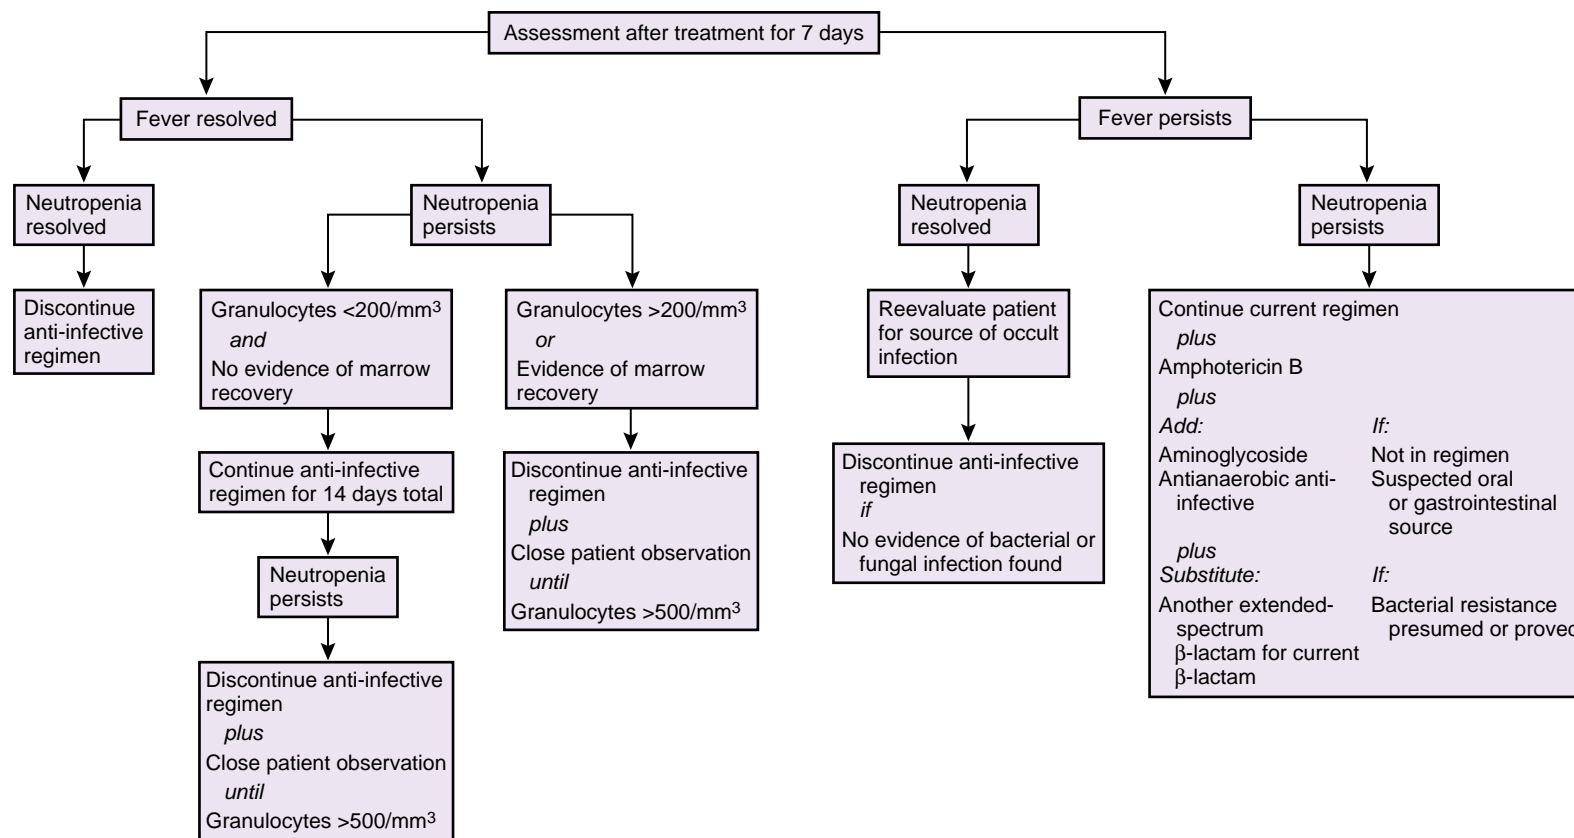 Assessment after treatment for 7 days
Fever resolved
Fever persists
Neutropenia
resolved
Neutropenia
persists
Neutropenia
resolved
Neutropenia
persists
Discontinue
anti-infective
regimen
Granulocytes <200/mm³
and
No evidence of marrow
recovery
Granulocytes >200/mm³
or
Evidence of marrow
recovery
Reevaluate patient
for source of occult
infection
Continue current regimen
plus
Amphotericin B
plus
Add: If:
Aminoglycoside Not in regimen
Antianaerobic anti- Suspected oral
infective or gastrointestinal
source
plus
Substitute: If:
Another extended- Bacterial resistance
spectrum presumed or proved
β-lactam for current
β-lactam
Continue anti-infective
regimen for 14 days total
Discontinue anti-infective
regimen
plus
Close patient observation
until
Granulocytes >500/mm³
Discontinue anti-infective
regimen
if
No evidence of bacterial or
fungal infection found
Neutropenia
persists
Discontinue anti-infective
regimen
plus
Close patient observation
until
Granulocytes >500/mm³